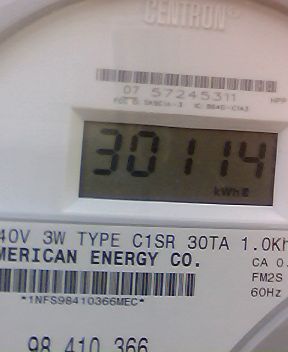 CENTRON®
07 57245311
30114
kWh
40V 3W TYPE C1SR 30TA 1.0Kh
MERICAN ENERGY CO.
CA 0.
FM2S
60Hz
*1NFS98410366MEC*
98 410 366